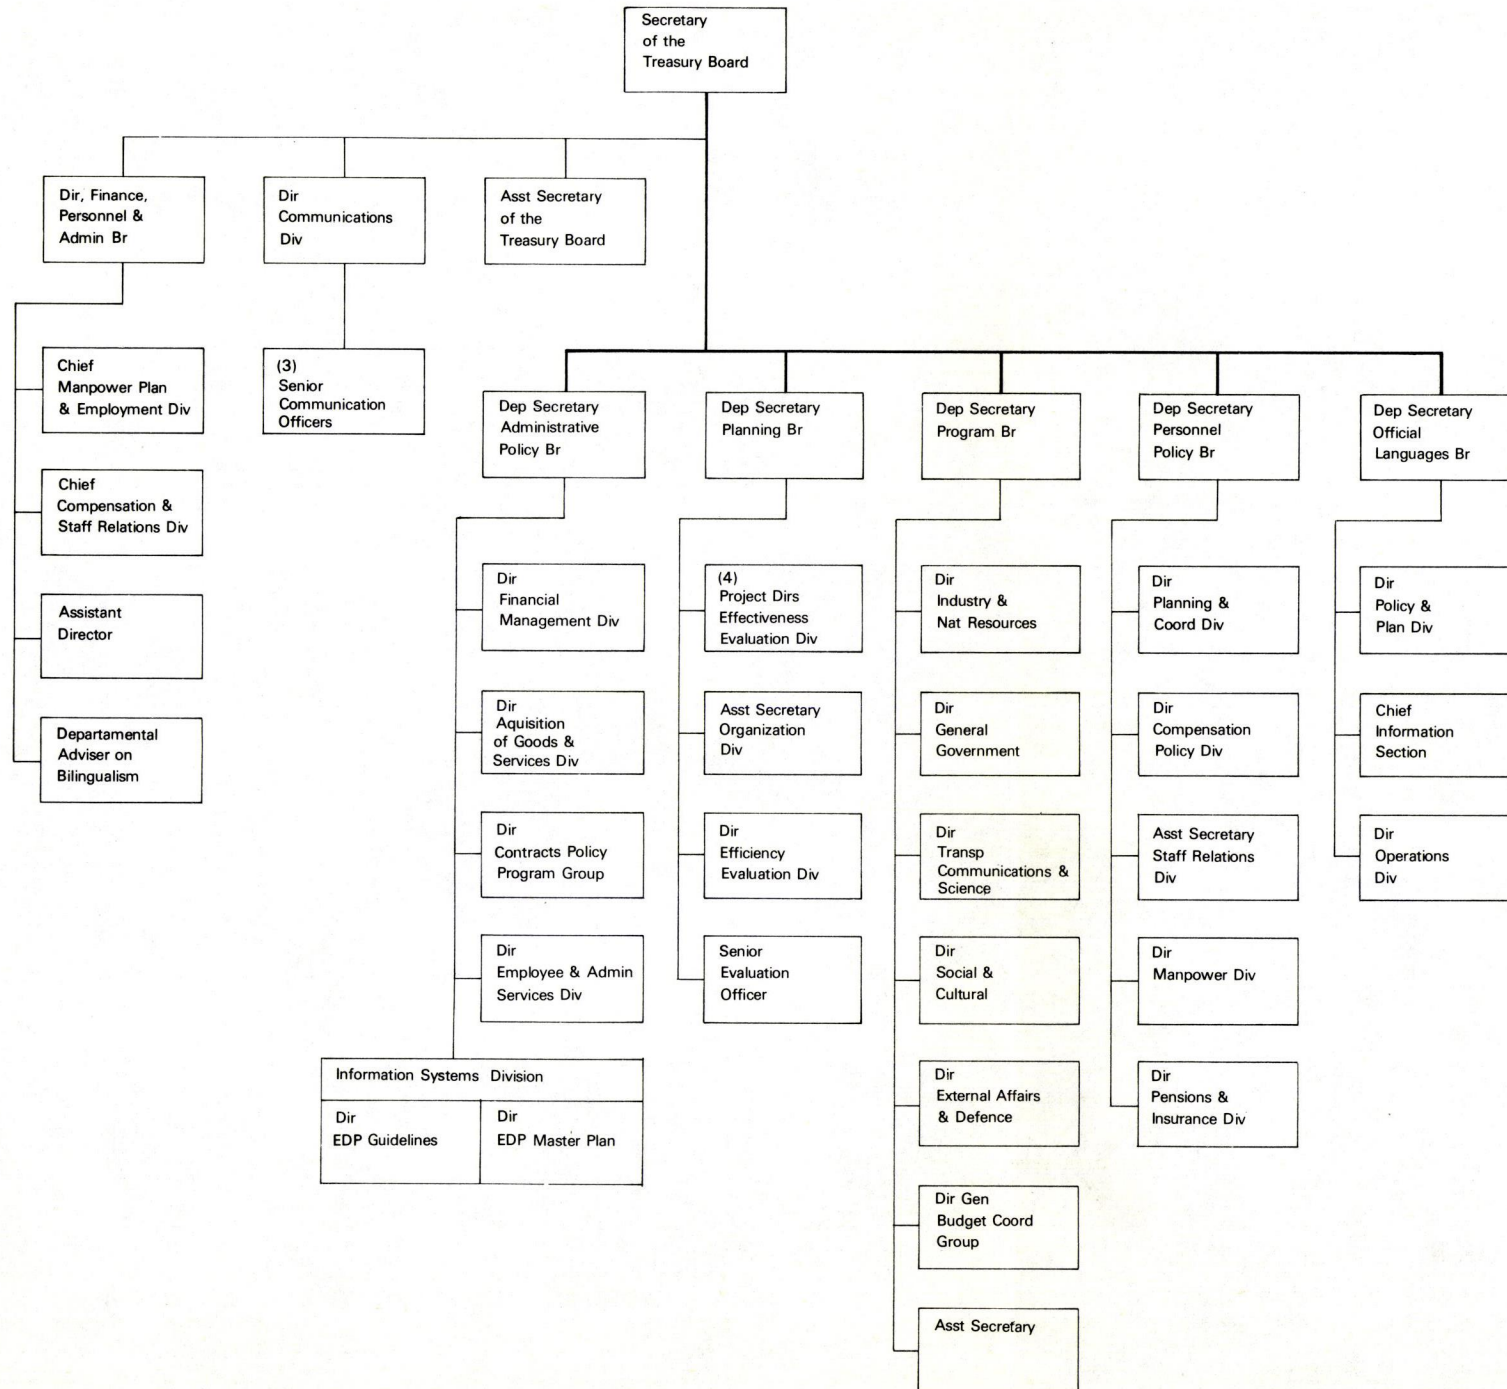 Secretary
of the
Treasury Board
Dir, Finance,
Personnel &
Admin Br
Dir
Communications
Div
Asst Secretary
of the
Treasury Board
Chief
Manpower Plan
& Employment Div
(3)
Senior
Communication
Officers
Chief
Compensation &
Staff Relations Div
Assistant
Director
Departamental
Adviser on
Bilingualism
Dep Secretary
Administrative
Policy Br
Dep Secretary
Planning Br
Dep Secretary
Program Br
Dep Secretary
Personnel
Policy Br
Dep Secretary
Official
Languages Br
Dir
Financial
Management Div
Dir
Aquisition
of Goods &
Services Div
Dir
Contracts Policy
Program Group
Dir
Employee & Admin
Services Div
Information Systems Division
Dir
EDP Guidelines
Dir
EDP Master Plan
(4)
Project Dirs
Effectiveness
Evaluation Div
Asst Secretary
Organization
Div
Dir
Efficiency
Evaluation Div
Senior
Evaluation
Officer
Dir
Industry &
Nat Resources
Dir
General
Government
Dir
Transp
Communications &
Science
Dir
Social &
Cultural
Dir
External Affairs
& Defence
Dir Gen
Budget Coord
Group
Asst Secretary
Dir
Planning &
Coord Div
Dir
Compensation
Policy Div
Asst Secretary
Staff Relations
Div
Dir
Manpower Div
Dir
Pensions &
Insurance Div
Dir
Policy &
Plan Div
Chief
Information
Section
Dir
Operations
Div